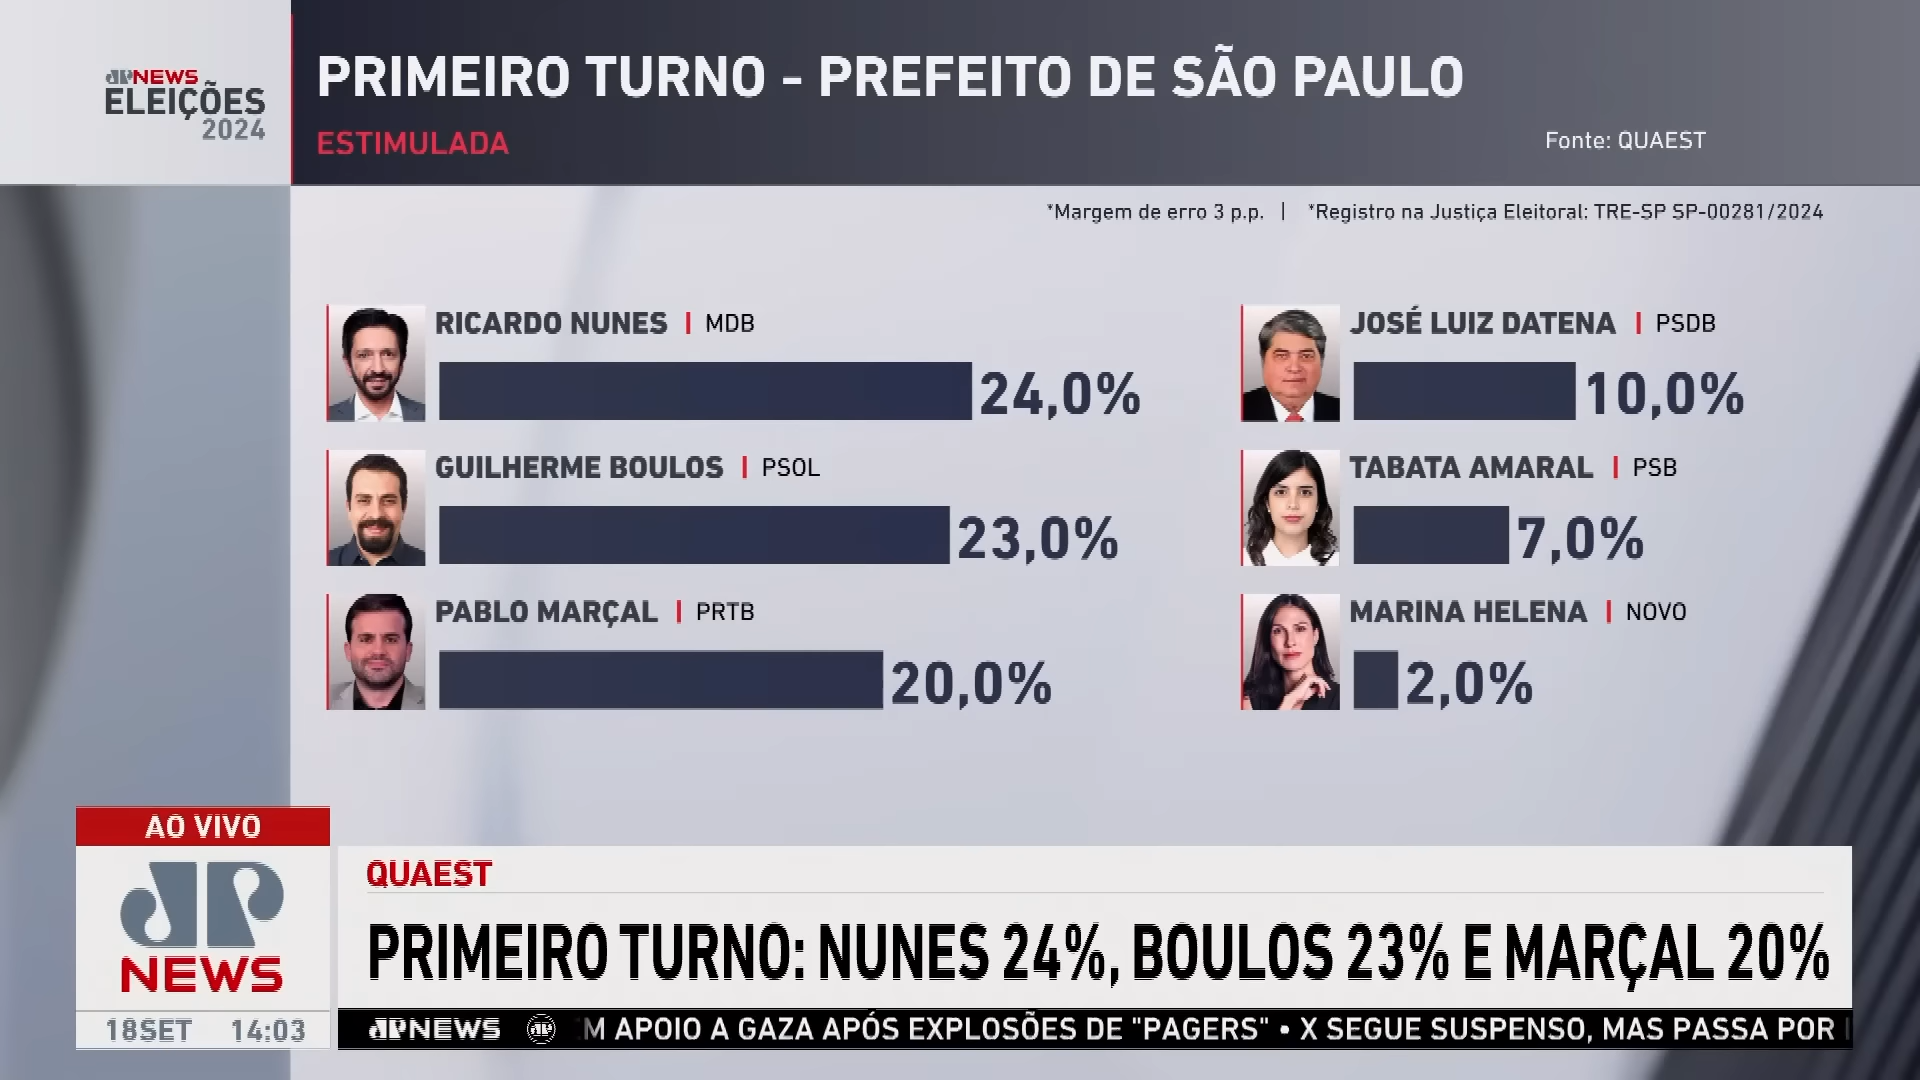 JPNEWS
ELEIÇÕES
2024
PRIMEIRO TURNO - PREFEITO DE SÃO PAULO
ESTIMULADA
Fonte: QUAEST
*Margem de erro 3 p.p. | *Registro na Justiça Eleitoral: TRE-SP SP-00281/2024
RICARDO NUNES | MDB
24,0%
GUILHERME BOULOS | PSOL
23,0%
PABLO MARÇAL | PRTB
20,0%
JOSÉ LUIZ DATENA | PSDB
10,0%
TABATA AMARAL | PSB
7,0%
MARINA HELENA | NOVO
2,0%
AO VIVO
JP
NEWS
18SET 14:03
QUAEST
PRIMEIRO TURNO: NUNES 24%, BOULOS 23% E MARÇAL 20%
JPNEWS JP M APOIO A GAZA APÓS EXPLOSÕES DE "PAGERS" • X SEGUE SUSPENSO, MAS PASSA POR